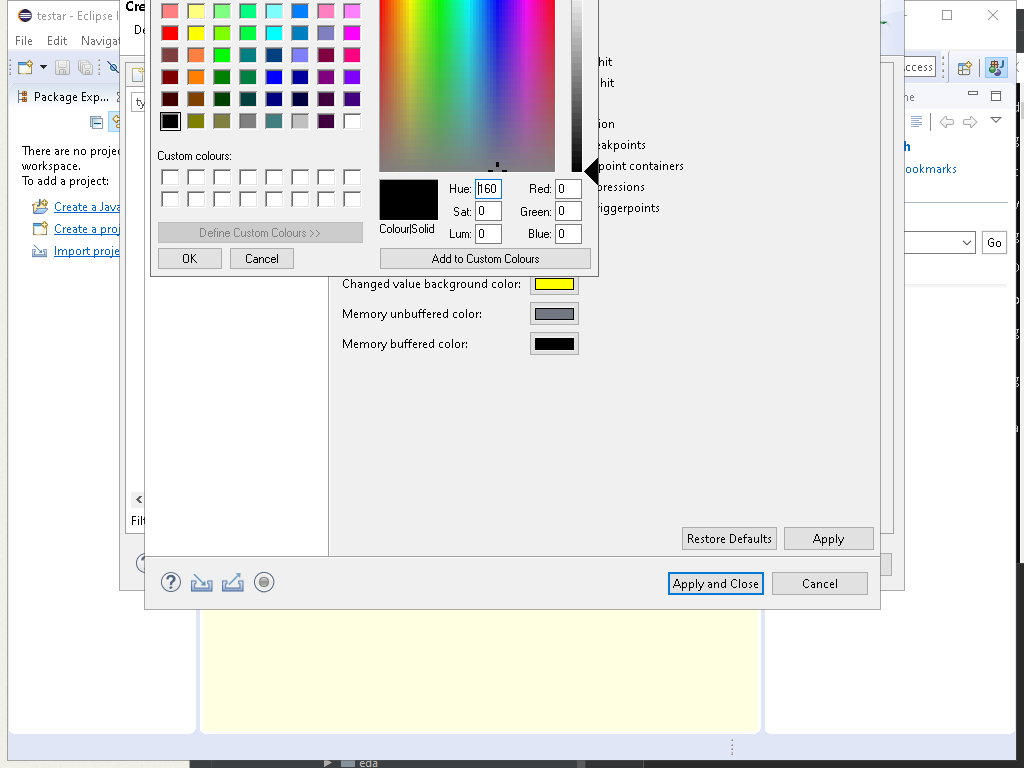 testar - Eclipse I
Cre
File Edit Naviga
De
hit
ccess
hit
Package Exp...
ne
ty
ion
There are no proje
workspace.
To add a project:
eakpoints
h
Custom colours:
point containers
ookmarks
Create a Java
Hue: 160 Red: 0
pressions
Sat: 0 Green: 0
riggerpoints
Create a proj
Define Custom Colours >>
Colour|Solid
Lum: 0 Blue: 0
Go
Import proje
OK Cancel Add to Custom Colours
Changed value background color:
Memory unbuffered color:
Memory buffered color:
Filt
Restore Defaults Apply
Apply and Close Cancel
eda